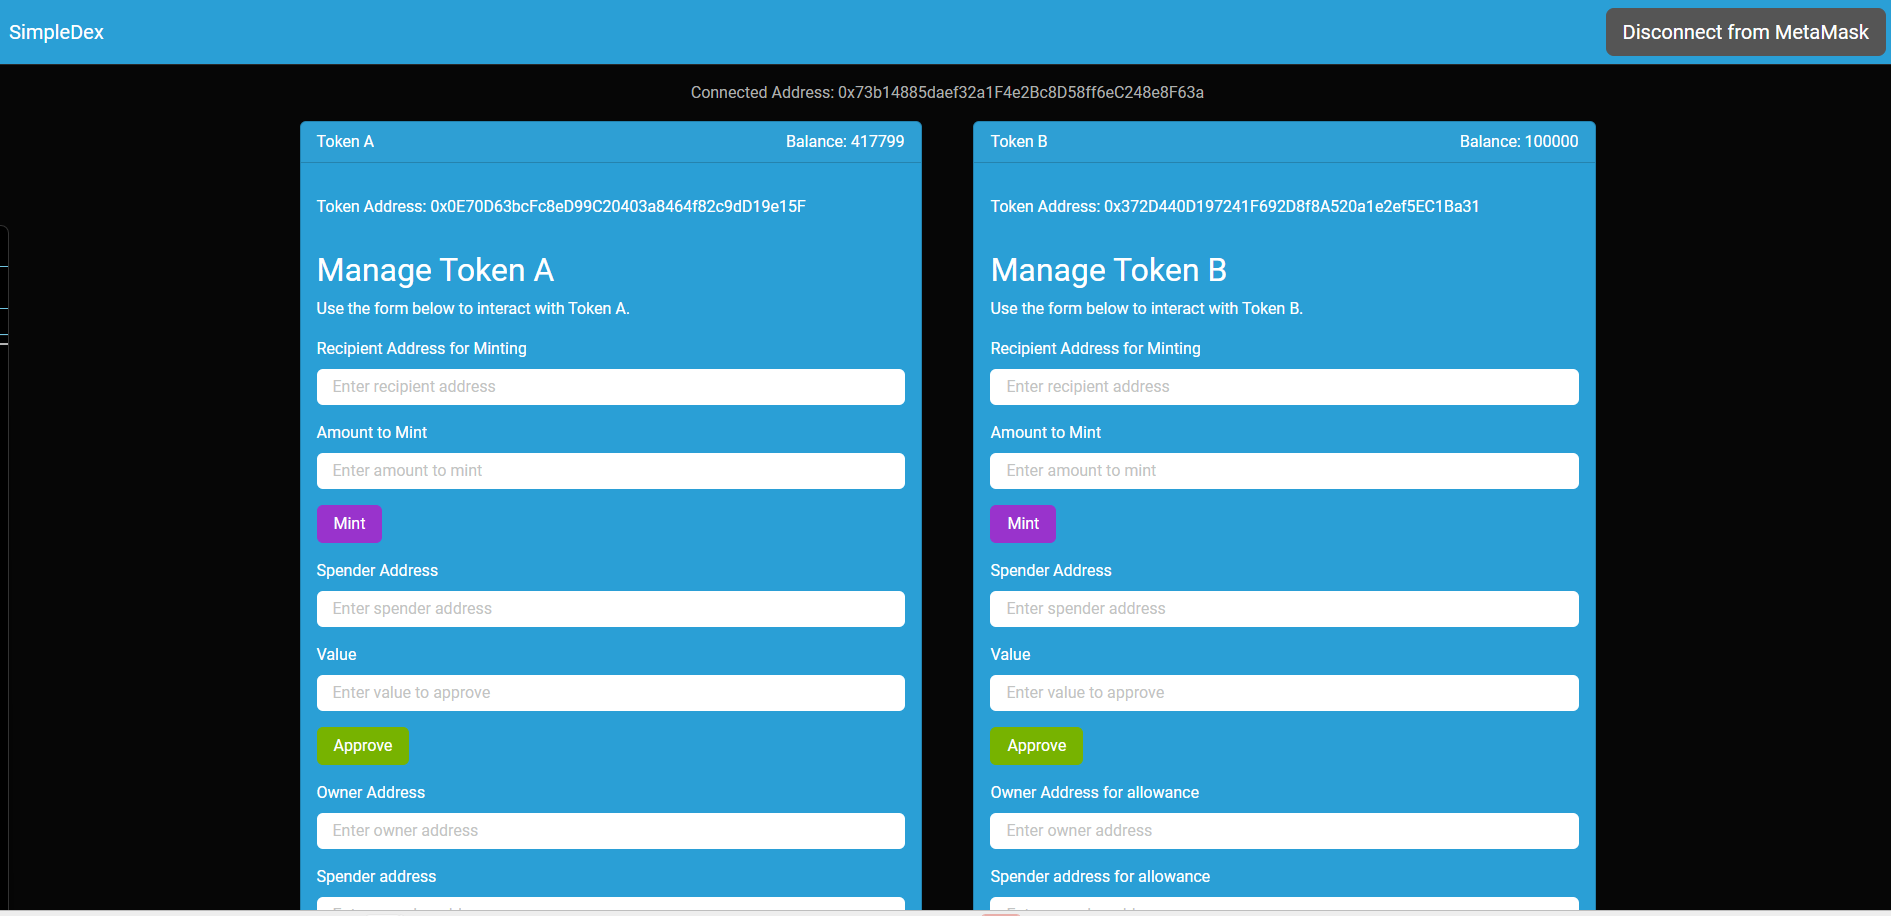 SimpleDex
Disconnect from MetaMask
Connected Address: 0x73b14885daef32a1F4e2Bc8D58ff6eC248e8F63a
Token A
Balance: 417799
Token Address: 0x0E70D63bcFc8eD99C20403a8464f82c9dD19e15F
Manage Token A
Use the form below to interact with Token A.
Recipient Address for Minting
Enter recipient address
Amount to Mint
Enter amount to mint
Mint
Spender Address
Enter spender address
Value
Enter value to approve
Approve
Owner Address
Enter owner address
Spender address
Token B
Balance: 100000
Token Address: 0x372D440D197241F692D8f8A520a1e2ef5EC1Ba31
Manage Token B
Use the form below to interact with Token B.
Recipient Address for Minting
Enter recipient address
Amount to Mint
Enter amount to mint
Mint
Spender Address
Enter spender address
Value
Enter value to approve
Approve
Owner Address for allowance
Enter owner address
Spender address for allowance